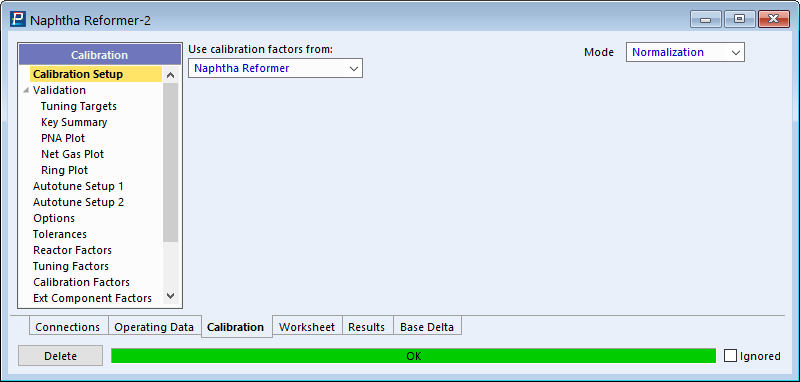 Naphtha Reformer-2
Calibration
Calibration Setup
Validation
Tuning Targets
Key Summary
PNA Plot
Net Gas Plot
Ring Plot
Autotune Setup 1
Autotune Setup 2
Options
Tolerances
Reactor Factors
Tuning Factors
Calibration Factors
Ext Component Factors
Use calibration factors from:
Naphtha Reformer
Mode Normalization
Connections Operating Data Calibration Worksheet Results Base Delta
Delete OK Ignored